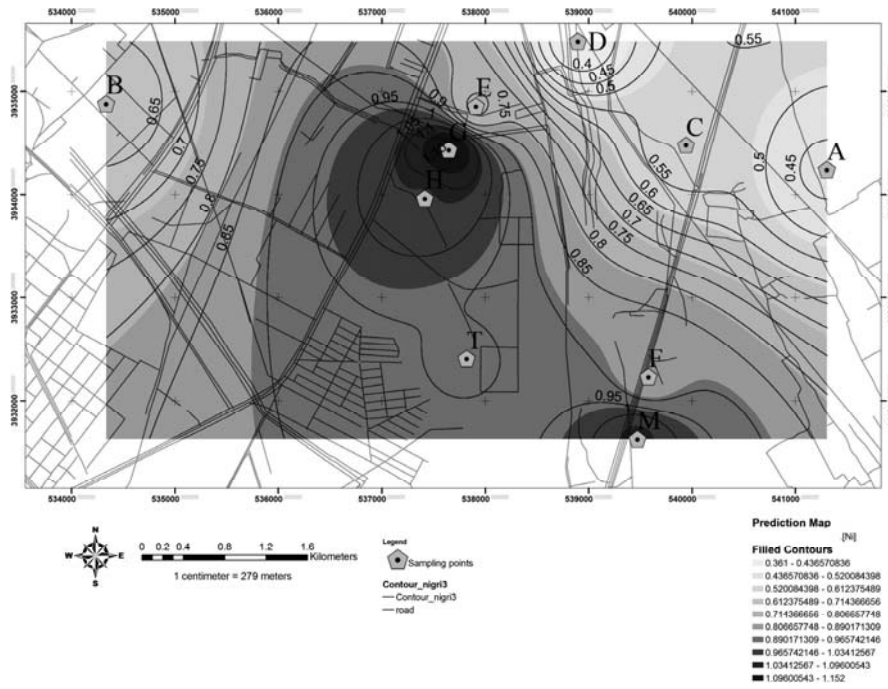 534000 535000 536000 537000 538000 539000 540000 541000
3935000
3934000
3933000
3932000
B
D
E
C
A
G
H
T
F
M
0.65
0.7
0.75
0.8
0.65
0.95
0.9
1
0.75
0.4
0.45
0.5
0.55
0.55
0.6
0.65
0.7
0.75
0.8
0.85
0.5
0.45
0.95
534000 535000 536000 537000 538000 539000 540000 541000
N
W E
S
0 0.2 0.4 0.8 1.2 1.6
Kilometers
1 centimeter = 279 meters
Legend
Sampling points
Contour_nigri3
Contour_nigri3
road
Prediction Map
[Ni]
Filled Contours
0.361 - 0.436570836
0.436570836 - 0.520084398
0.520084398 - 0.612375489
0.612375489 - 0.714366656
0.714366656 - 0.806657748
0.806657748 - 0.890171309
0.890171309 - 0.965742146
0.965742146 - 1.03412567
1.03412567 - 1.09600543
1.09600543 - 1.152